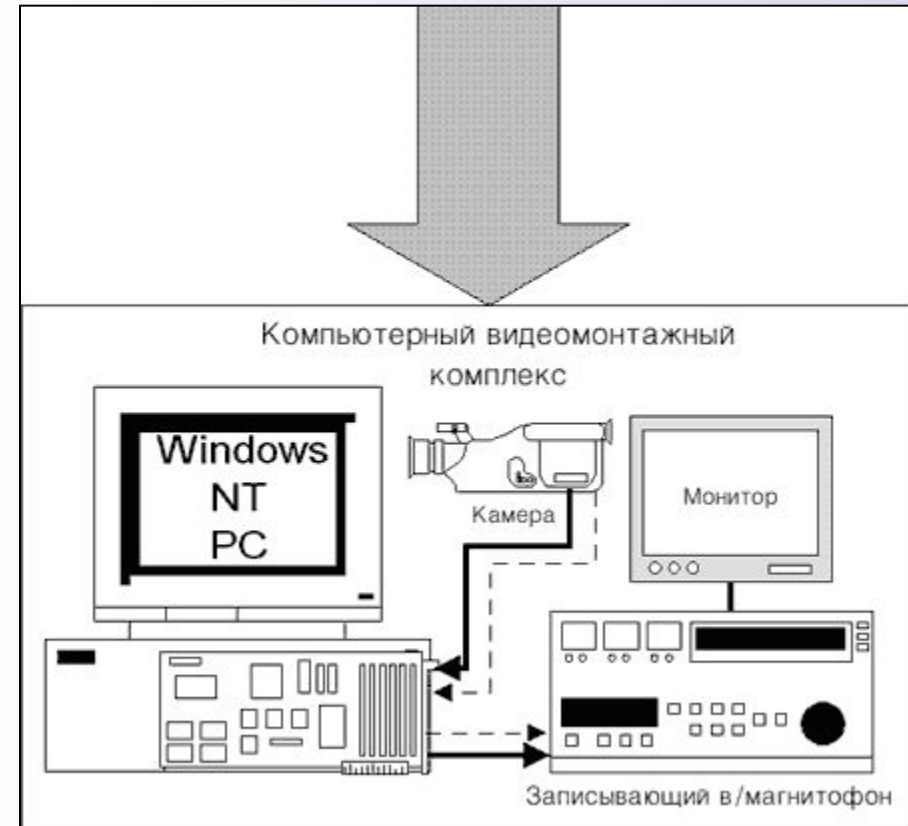 Компьютерный видеомонтажный
комплекс
Windows
NT
PC
Камера
Монитор
Записывающий в/магнитофон